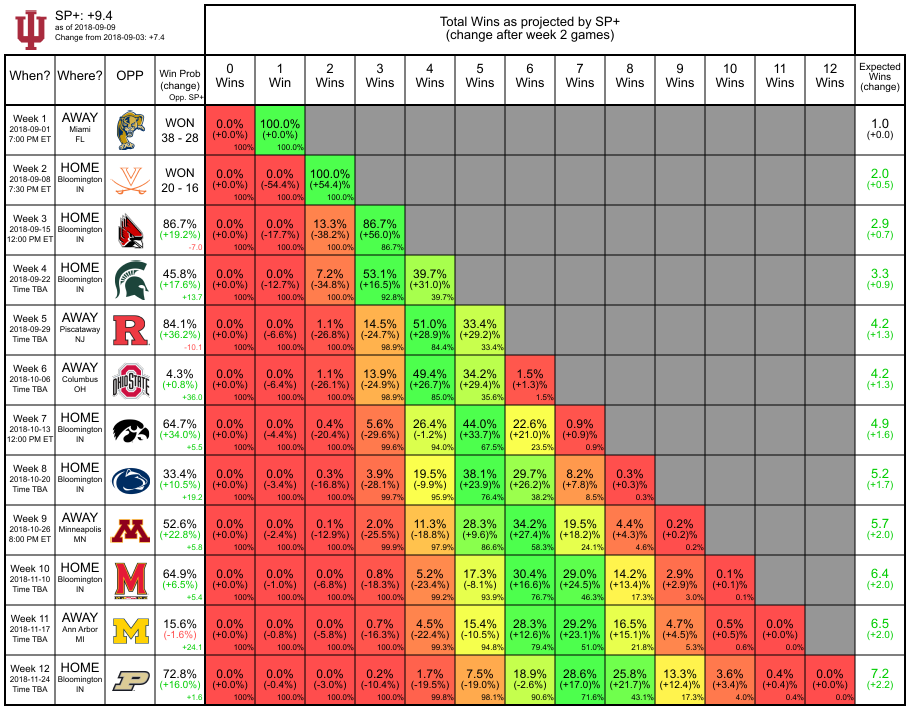 SP+: +9.4
as of 2018-09-09
Change from 2018-09-03: +7.4
Total Wins as projected by SP+
(change after week 2 games)
When? Where? OPP Win Prob (change) Opp. SP+ 0 Wins 1 Win 2 Wins 3 Wins 4 Wins 5 Wins 6 Wins 7 Wins 8 Wins 9 Wins 10 Wins 11 Wins 12 Wins Expected Wins (change)
Week 1 AWAY WON 0.0% 100.0% 1.0
2018-09-01 Miami 38 - 28 (+0.0%) (+0.0%) (+0.0)
7:00 PM ET FL 100% 100.0%
Week 2 HOME WON 0.0% 0.0% 100.0% 2.0
2018-09-08 Bloomington 20 - 16 (+0.0%) (-54.4%) (+54.4)% (+0.5)
7:30 PM ET IN 100% 100.0% 100.0%
Week 3 HOME 86.7% 0.0% 0.0% 13.3% 86.7% 2.9
2018-09-15 Bloomington (+19.2%) (+0.0%) (-17.7%) (-38.2%) (+56.0)% (+0.7)
12:00 PM ET IN -7.0 100% 100.0% 100.0% 86.7%
Week 4 HOME 45.8% 0.0% 0.0% 7.2% 53.1% 39.7% 3.3
2018-09-22 Bloomington (+17.6%) (+0.0%) (-12.7%) (-34.8%) (+16.5)% (+31.0)% (+0.9)
Time TBA IN +13.7 100% 100.0% 100.0% 92.8% 39.7%
Week 5 AWAY R 84.1% 0.0% 0.0% 1.1% 14.5% 51.0% 33.4% 4.2
2018-09-29 Piscataway (+36.2%) (+0.0%) (-6.6%) (-26.8%) (-24.7%) (+28.9)% (+29.2)% (+1.3)
Time TBA NJ -10.1 100% 100.0% 100.0% 98.9% 84.4% 33.4%
Week 6 AWAY OHIO STATE 4.3% 0.0% 0.0% 1.1% 13.9% 49.4% 34.2% 1.5% 4.2
2018-10-06 Columbus (+0.8%) (+0.0%) (-6.4%) (-26.1%) (-24.9%) (+26.7)% (+29.4)% (+1.3)% (+1.3)
Time TBA OH +36.0 100% 100.0% 100.0% 98.9% 85.0% 35.6% 1.5%
Week 7 HOME 64.7% 0.0% 0.0% 0.4% 5.6% 26.4% 44.0% 22.6% 0.9% 4.9
2018-10-13 Bloomington (+34.0%) (+0.0%) (-4.4%) (-20.4%) (-29.6%) (-1.2%) (+33.7)% (+21.0)% (+0.9)% (+1.6)
12:00 PM ET IN +5.5 100% 100.0% 100.0% 99.6% 94.0% 67.5% 23.5% 0.9%
Week 8 HOME 33.4% 0.0% 0.0% 0.3% 3.9% 19.5% 38.1% 29.7% 8.2% 0.3% 5.2
2018-10-20 Bloomington (+10.5%) (+0.0%) (-3.4%) (-16.8%) (-28.1%) (-9.9%) (+23.9)% (+26.2)% (+7.8)% (+0.3)% (+1.7)
Time TBA IN +19.2 100% 100.0% 100.0% 99.7% 95.9% 76.4% 38.2% 8.5% 0.3%
Week 9 AWAY M 52.6% 0.0% 0.0% 0.1% 2.0% 11.3% 28.3% 34.2% 19.5% 4.4% 0.2% 5.7
2018-10-26 Minneapolis (+22.8%) (+0.0%) (-2.4%) (-12.9%) (-25.5%) (-18.8%) (+9.6)% (+27.4)% (+18.2)% (+4.3)% (+0.2)% (+2.0)
8:00 PM ET MN +5.8 100% 100.0% 100.0% 99.9% 97.9% 86.6% 58.3% 24.1% 4.6% 0.2%
Week 10 HOME M 64.9% 0.0% 0.0% 0.0% 0.8% 5.2% 17.3% 30.4% 29.0% 14.2% 2.9% 0.1% 6.4
2018-11-10 Bloomington (+6.5%) (+0.0%) (-1.0%) (-6.8%) (-18.3%) (-23.4%) (-8.1%) (+16.6)% (+24.5)% (+13.4)% (+2.9)% (+0.1)% (+2.0)
Time TBA IN +5.4 100% 100.0% 100.0% 100.0% 99.2% 93.9% 76.7% 46.3% 17.3% 3.0% 0.1%
Week 11 AWAY M 15.6% 0.0% 0.0% 0.0% 0.7% 4.5% 15.4% 28.3% 29.2% 16.5% 4.7% 0.5% 0.0% 6.5
2018-11-17 Ann Arbor (-1.6%) (+0.0%) (-0.8%) (-5.8%) (-16.3%) (-22.4%) (-10.5%) (+12.6)% (+23.1)% (+15.1)% (+4.5)% (+0.5)% (+0.0)% (+2.0)
Time TBA MI +24.1 100% 100.0% 100.0% 100.0% 99.3% 94.8% 79.4% 51.0% 21.8% 5.3% 0.6% 0.0%
Week 12 HOME P 72.8% 0.0% 0.0% 0.0% 0.2% 1.7% 7.5% 18.9% 28.6% 25.8% 13.3% 3.6% 0.4% 0.0% 7.2
2018-11-24 Bloomington (+16.0%) (+0.0%) (-0.4%) (-3.0%) (-10.4%) (-19.5%) (-19.0%) (-2.6%) (+17.0)% (+21.7)% (+12.4)% (+3.4)% (+0.4)% (+0.0)% (+2.2)
Time TBA IN +1.6 100% 100.0% 100.0% 100.0% 99.8% 98.1% 90.6% 71.6% 43.1% 17.3% 4.0% 0.4% 0.0%